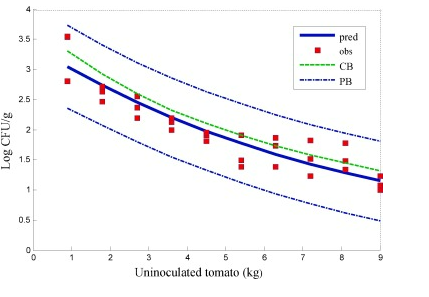 4
3.5
3
2.5
2
1.5
1
0.5
0
0 1 2 3 4 5 6 7 8 9
Log CFU/g
Uninoculated tomato (kg)
pred
obs
CB
PB